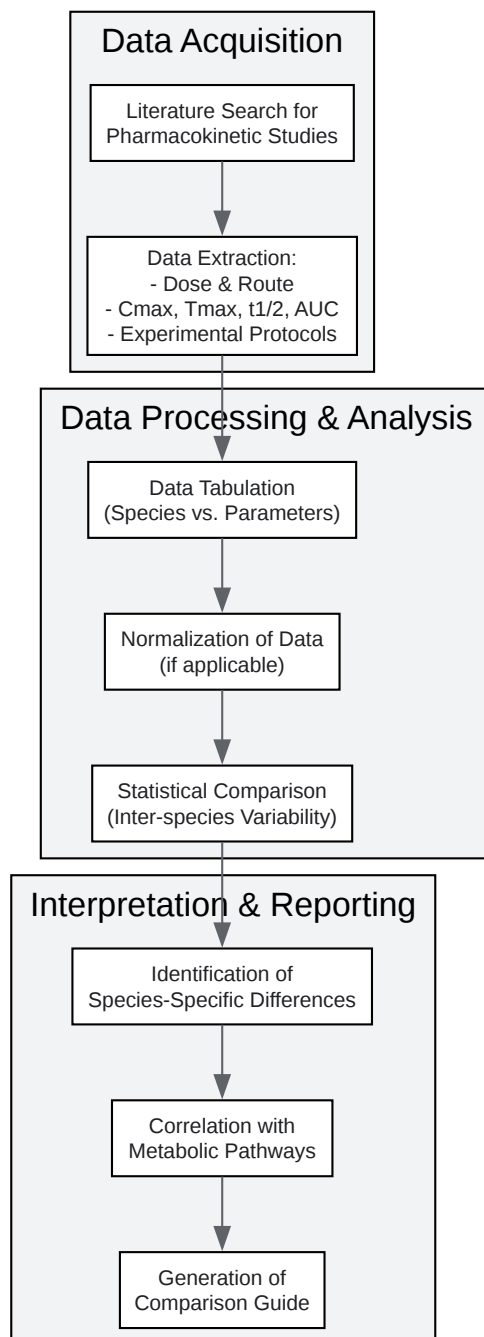 Data Acquisition
Literature Search for
Pharmacokinetic Studies
Data Extraction:
- Dose & Route
- Cmax, Tmax, t1/2, AUC
- Experimental Protocols
Data Processing & Analysis
Data Tabulation
(Species vs. Parameters)
Normalization of Data
(if applicable)
Statistical Comparison
(Inter-species Variability)
Interpretation & Reporting
Identification of
Species-Specific Differences
Correlation with
Metabolic Pathways
Generation of
Comparison Guide